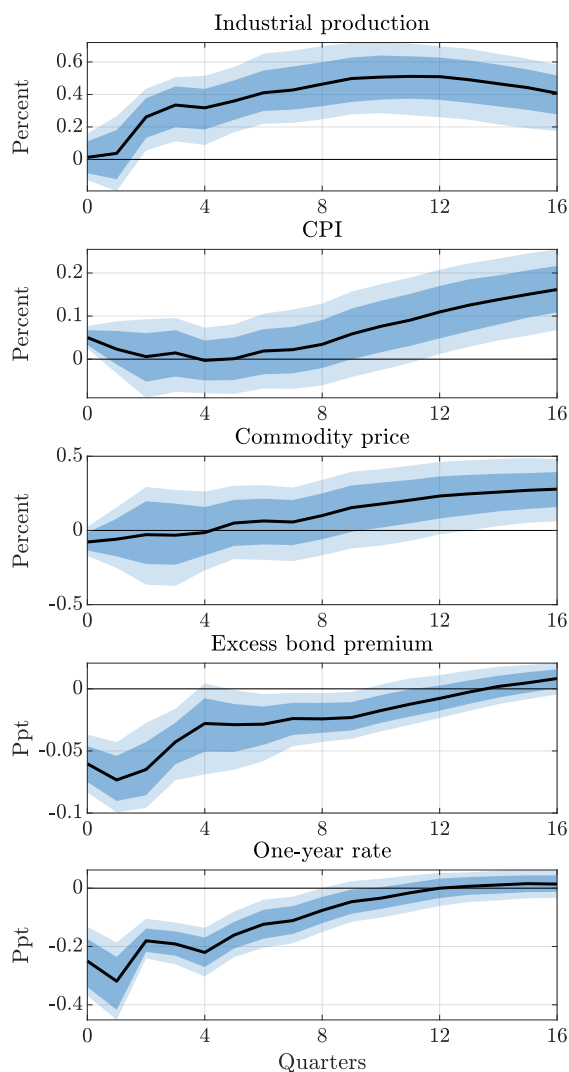 Industrial production
Percent
0.6
0.4
0.2
0
0 4 8 12 16
CPI
Percent
0.2
0.1
0
0 4 8 12 16
Commodity price
Percent
0.5
0
-0.5
0 4 8 12 16
Excess bond premium
Ppt
0
-0.05
-0.1
0 4 8 12 16
One-year rate
Ppt
0
-0.2
-0.4
0 4 8 12 16
Quarters